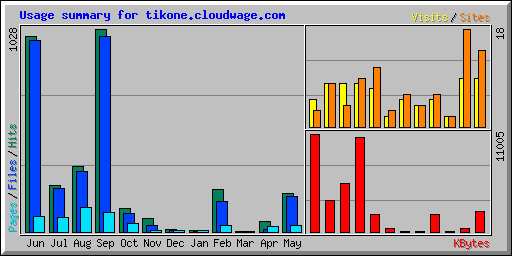 Usage summary for tikone.cloudwage.com
Visits/Sites
1028
18
Pages/Files/Hits
11005
Jun Jul Aug Sep Oct Nov Dec Jan Feb Mar Apr May
KBytes